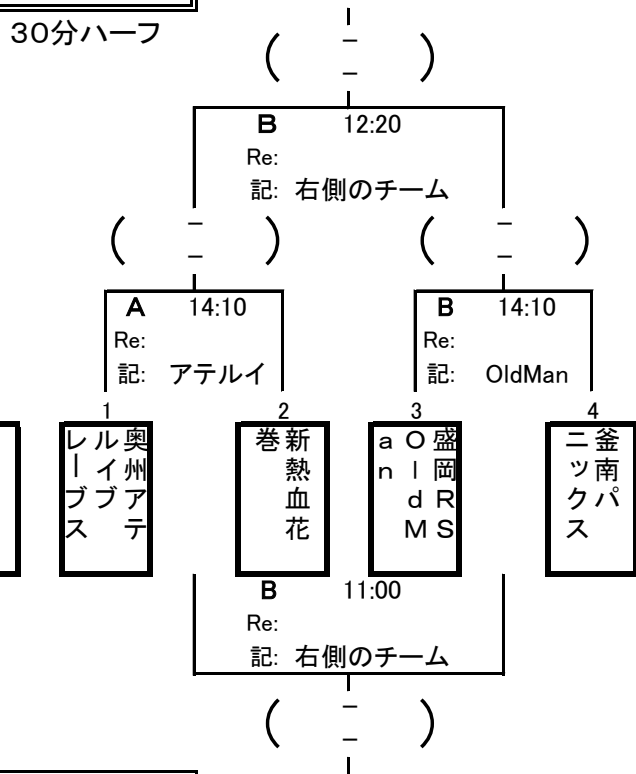 30分ハーフ
( - - )
B 12:20
Re:
記: 右側のチーム
( - - ) ( - - )
A 14:10
Re:
記: アテルイ
B 14:10
Re:
記: OldMan
1 2 3 4
奥州アテ
ルイブ
レーブス
新熱血花
巻
盛岡RS
OldM
an
釜南パ
ニックス
B 11:00
Re:
記: 右側のチーム
( - - )